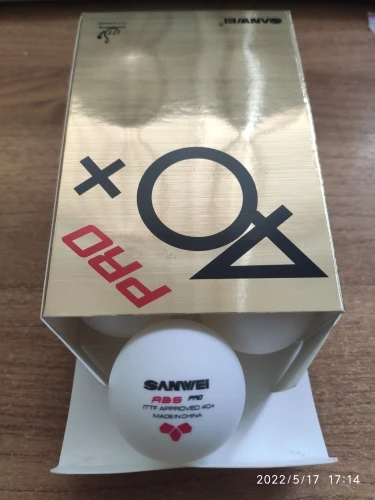 SANWEI®
40+
PRO
SANWEI
ABS PRO
ITTF APPROVED 40+
MADE IN CHINA
2022/5/17 17:14